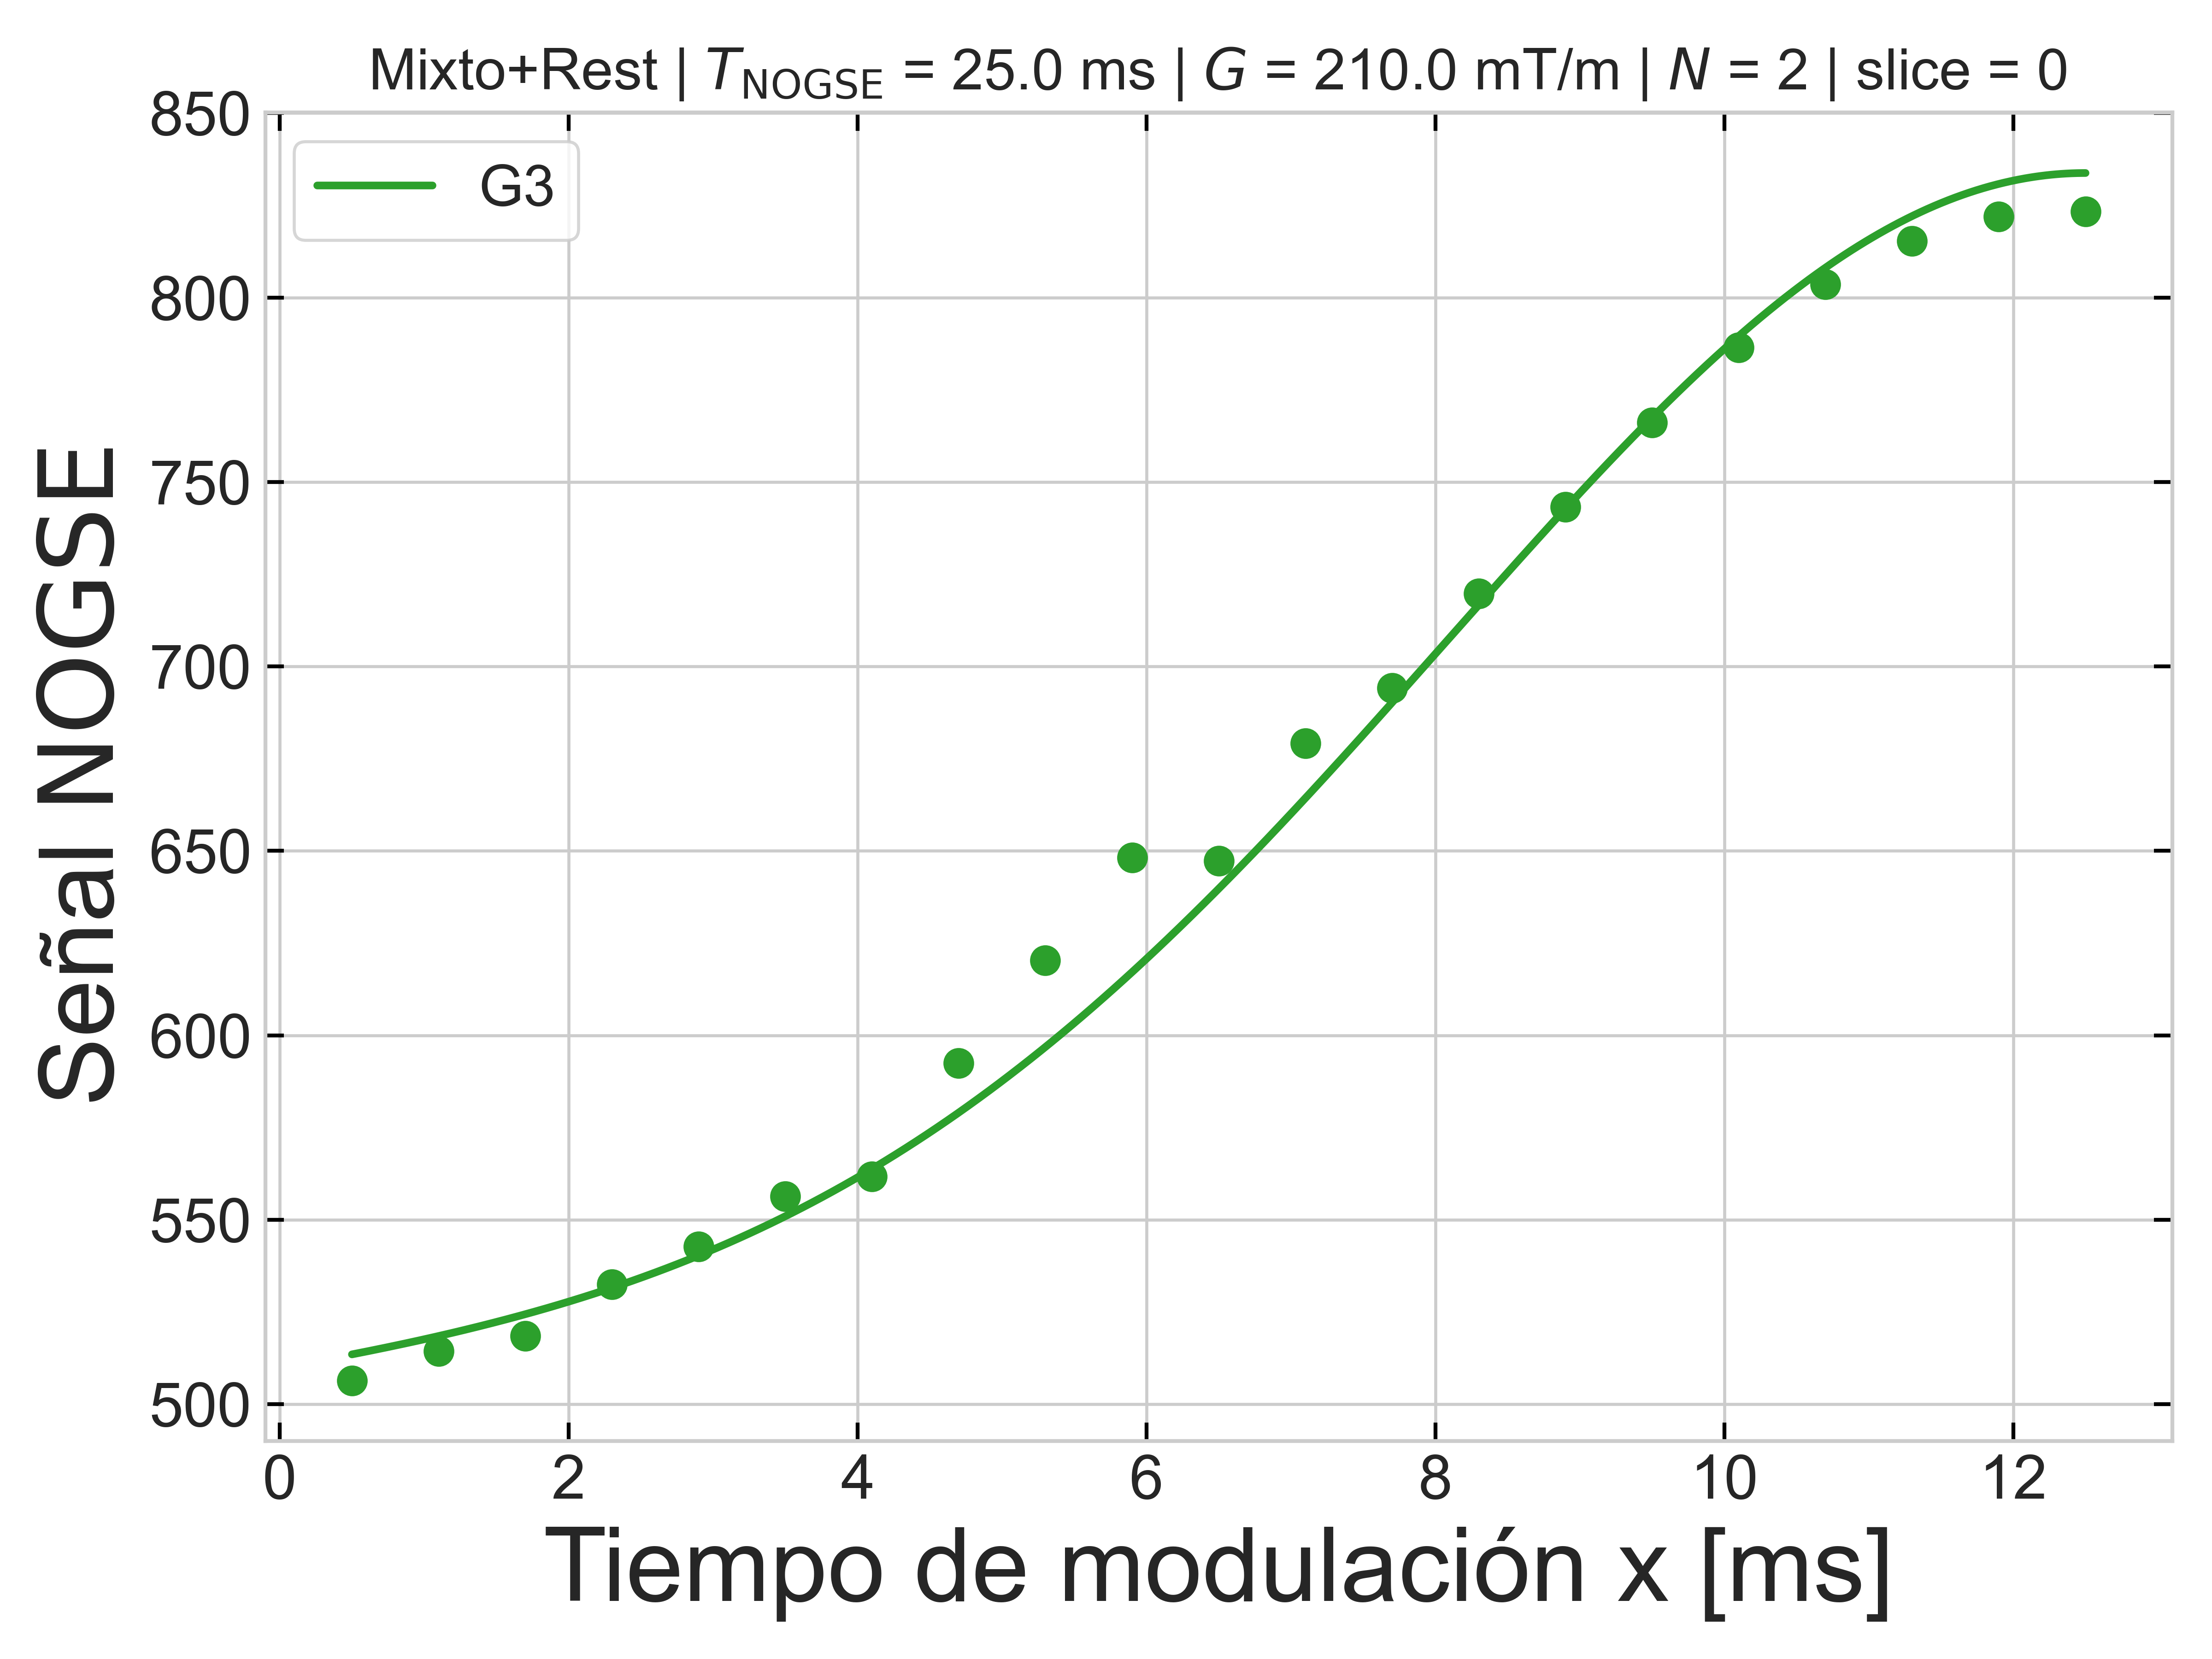 Mixto+Rest | T_NOGSE = 25.0 ms | G = 210.0 mT/m | N = 2 | slice = 0
G3
Señal NOGSE
850
800
750
700
650
600
550
500
0 2 4 6 8 10 12
Tiempo de modulación x [ms]